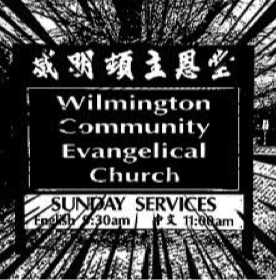 威明頓主恩堂
Wilmington
Community
Evangelical
Church
SUNDAY SERVICES
English 9:30am 中文 11:00am